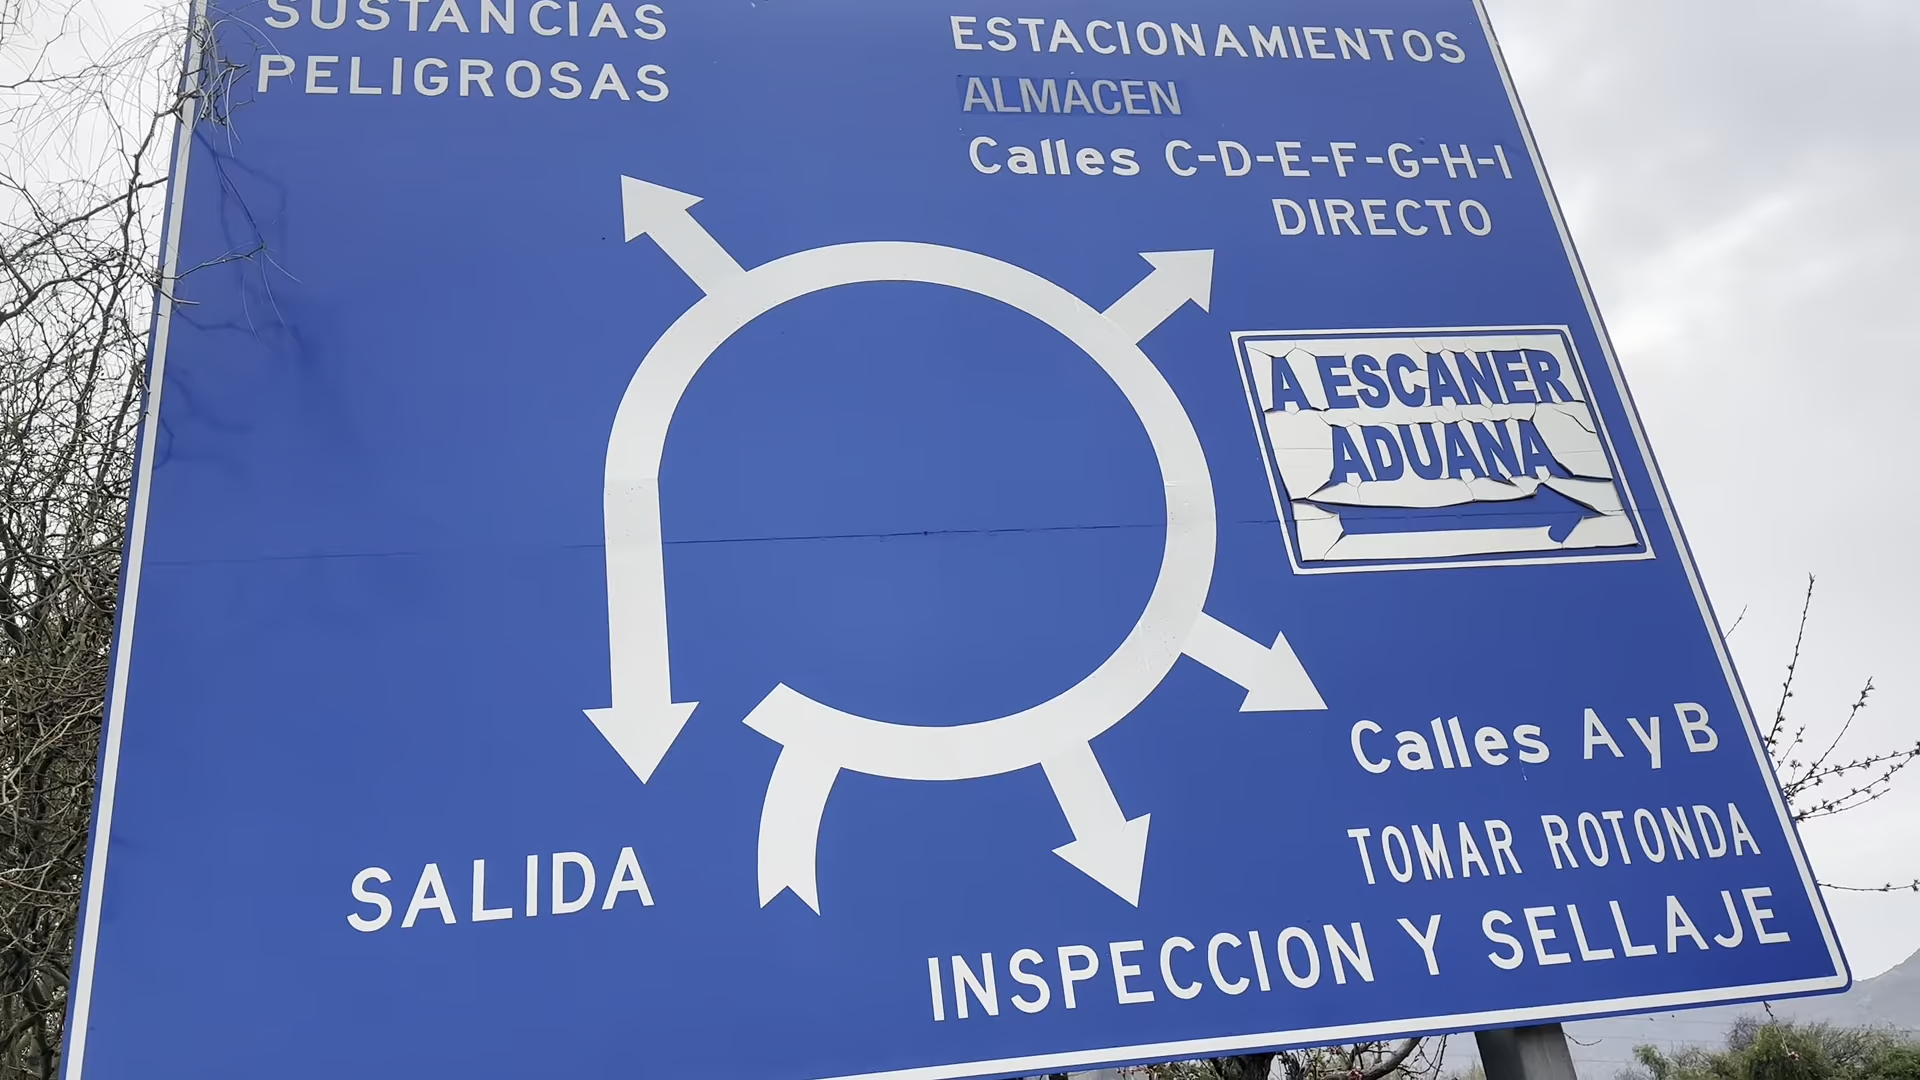 SUSTANCIAS
PELIGROSAS
ESTACIONAMIENTOS
ALMACEN
Calles C-D-E-F-G-H-I
DIRECTO
A ESCANER
ADUANA
Calles A y B
TOMAR ROTONDA
SALIDA
INSPECCION Y SELLAJE